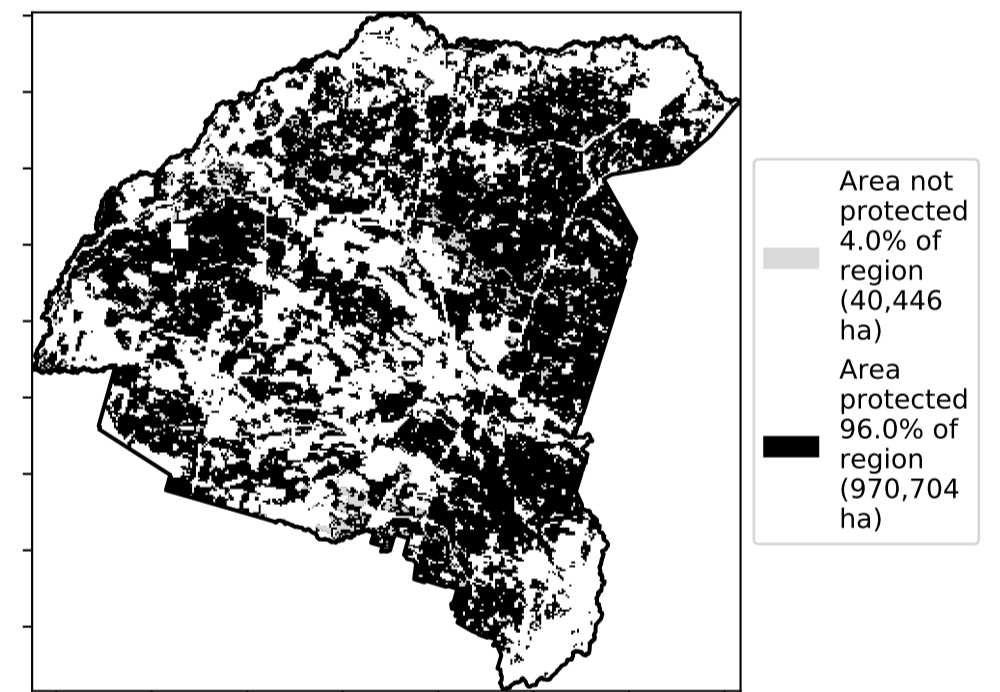 Area not
protected
4.0% of
region
(40,446
ha)
Area
protected
96.0% of
region
(970,704
ha)